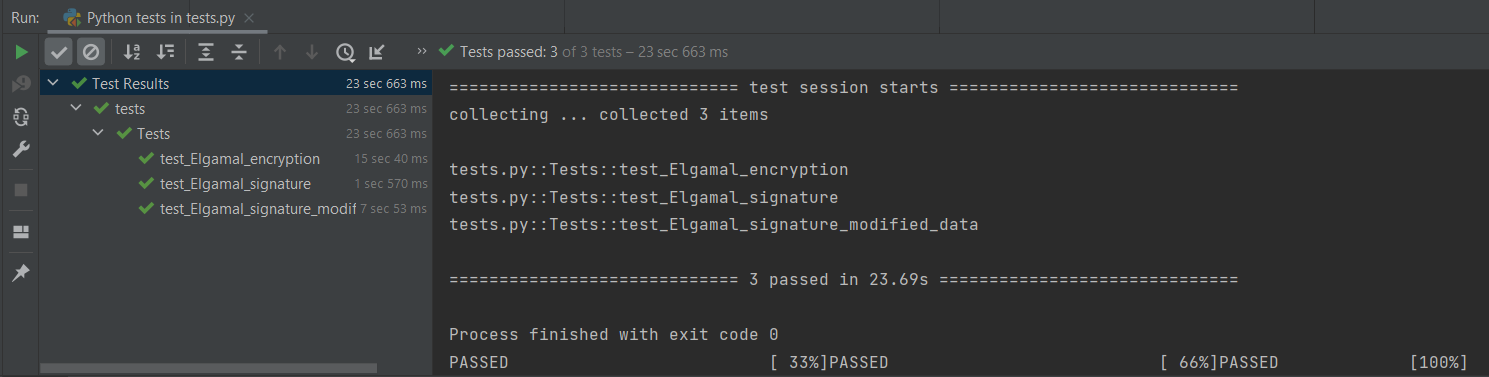 Run: Python tests in tests.py
Tests passed: 3 of 3 tests – 23 sec 663 ms
Test Results 23 sec 663 ms
tests 23 sec 663 ms
Tests 23 sec 663 ms
test_Elgamal_encryption 15 sec 40 ms
test_Elgamal_signature 1 sec 570 ms
test_Elgamal_signature_modif 7 sec 53 ms
============================= test session starts =============================
collecting ... collected 3 items
tests.py::Tests::test_Elgamal_encryption
tests.py::Tests::test_Elgamal_signature
tests.py::Tests::test_Elgamal_signature_modified_data
============================= 3 passed in 23.69s ==============================
Process finished with exit code 0
PASSED [ 33%]PASSED [ 66%]PASSED [100%]